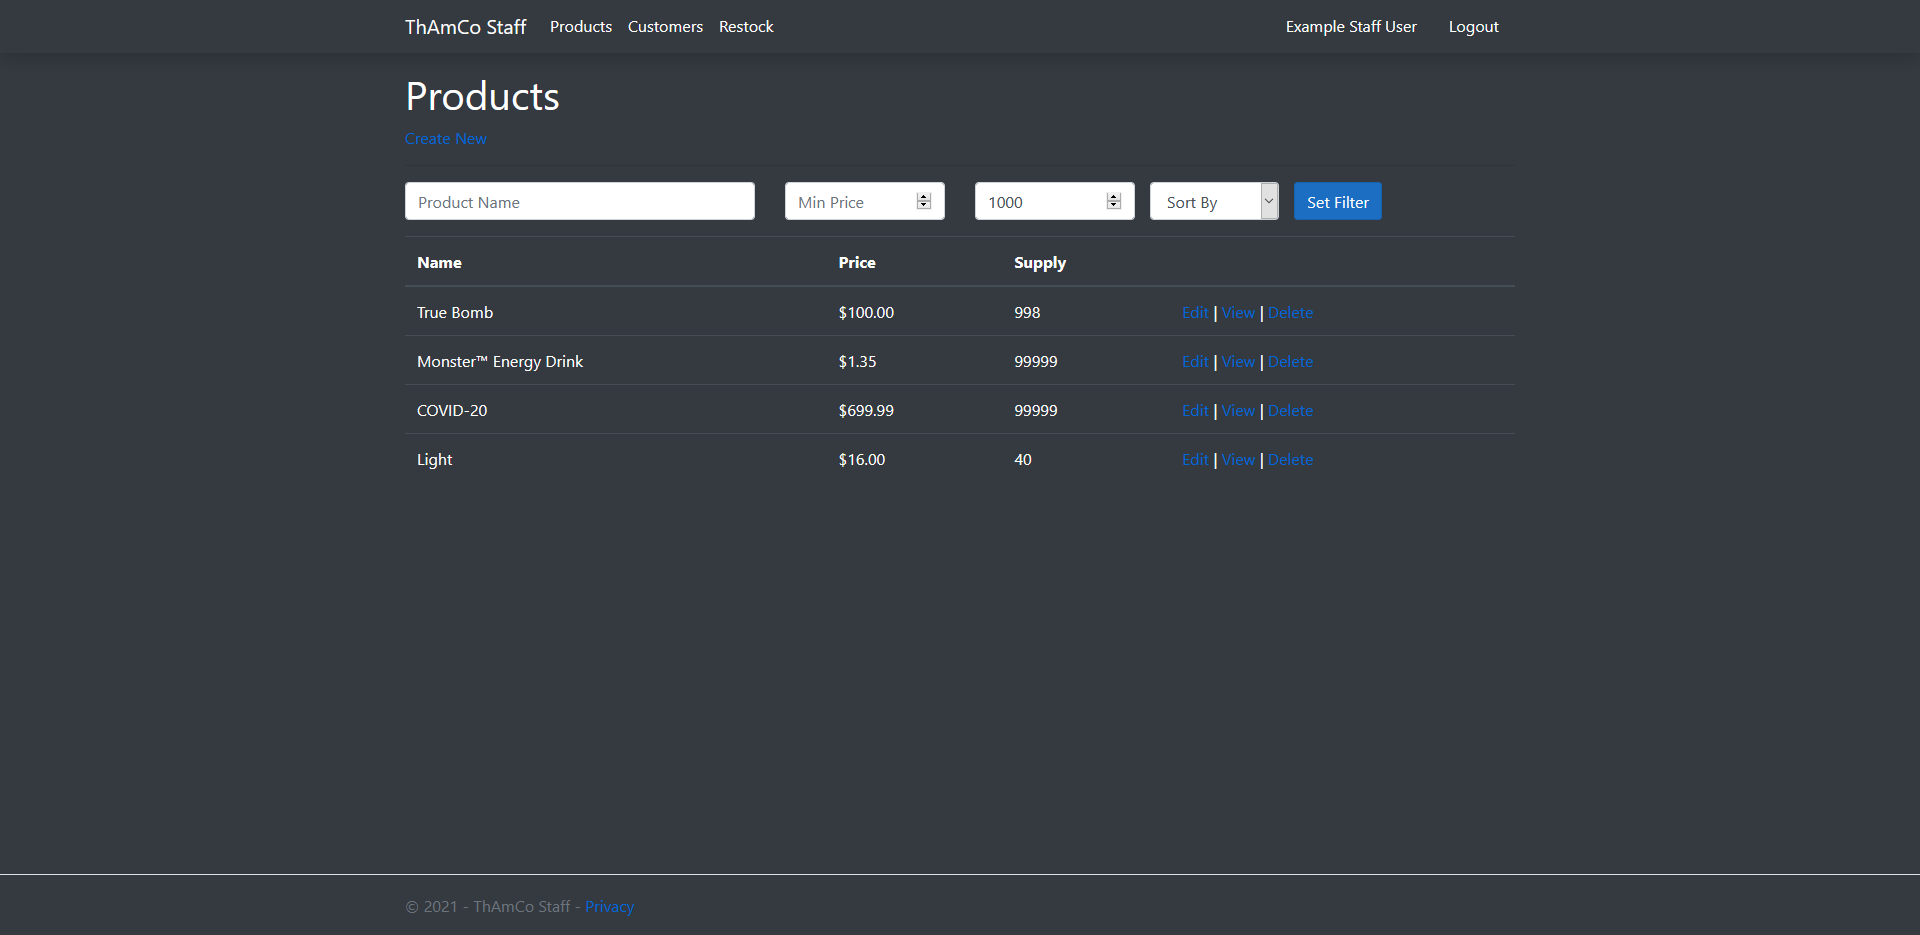 ThAmCo Staff Products Customers Restock Example Staff User Logout
Products
Create New
Product Name Min Price 1000 Sort By Set Filter
Name Price Supply
True Bomb $100.00 998 Edit | View | Delete
Monster™ Energy Drink $1.35 99999 Edit | View | Delete
COVID-20 $699.99 99999 Edit | View | Delete
Light $16.00 40 Edit | View | Delete
© 2021 - ThAmCo Staff - Privacy